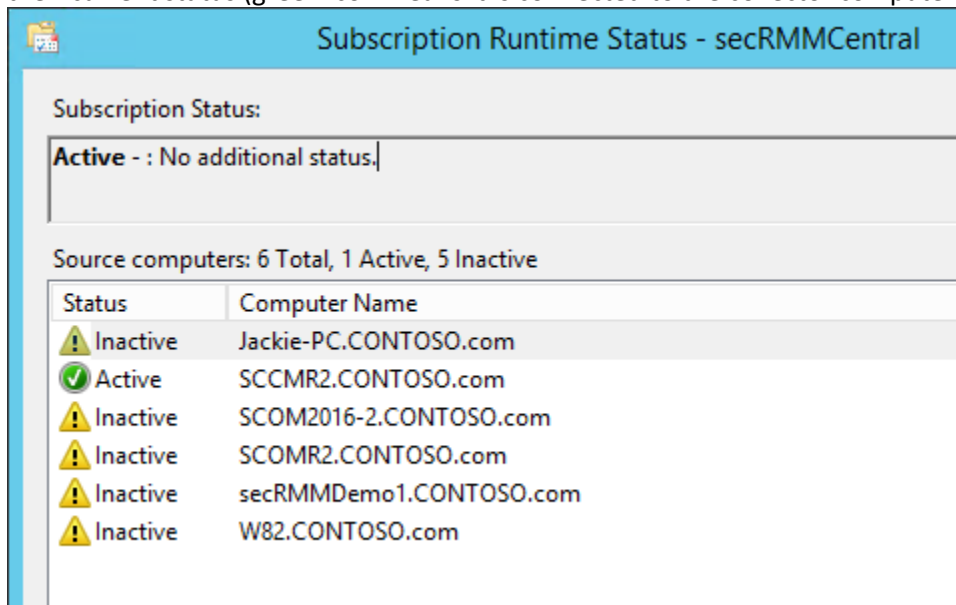 Subscription Runtime Status - secRMMCentral
Subscription Status:
Active - : No additional status.
Source computers: 6 Total, 1 Active, 5 Inactive
Status Computer Name
Inactive Jackie-PC.CONTOSO.com
Active SCCMR2.CONTOSO.com
Inactive SCOM2016-2.CONTOSO.com
Inactive SCOMR2.CONTOSO.com
Inactive secRMMDemo1.CONTOSO.com
Inactive W82.CONTOSO.com